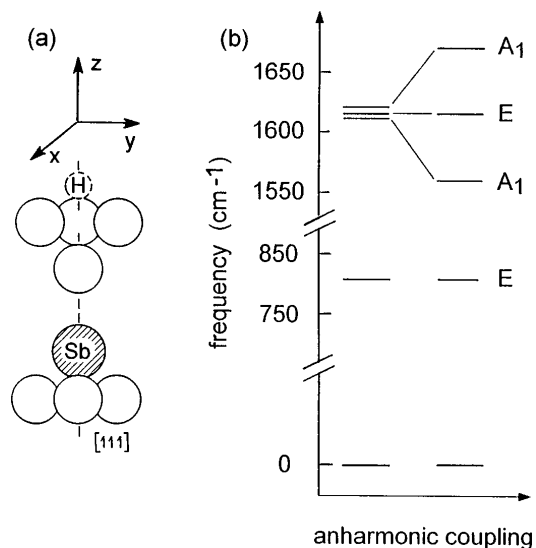 (a)
z
y
x
H
Sb
[111]
(b)
frequency (cm⁻¹)
1650
1600
1550
850
750
0
A₁
E
A₁
E
anharmonic coupling